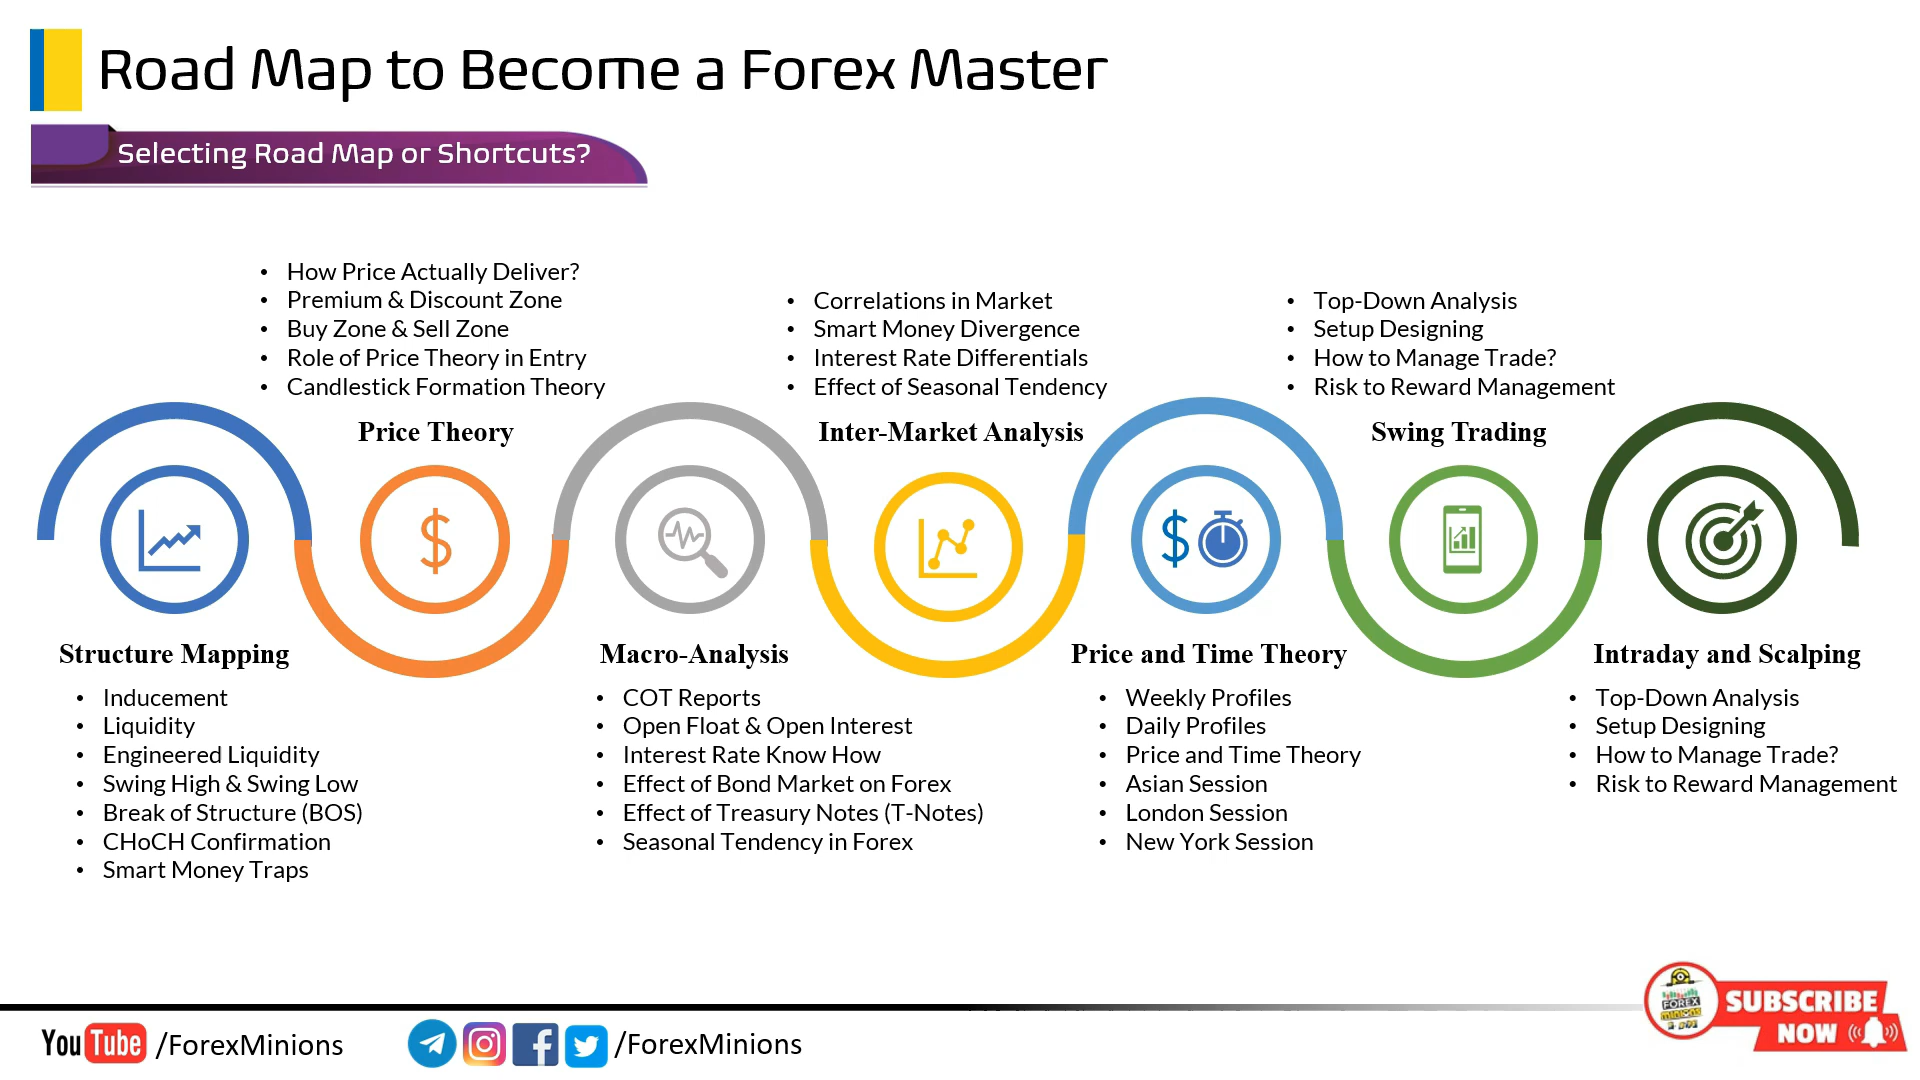 Road Map to Become a Forex Master
Selecting Road Map or Shortcuts?
• How Price Actually Deliver?
• Premium & Discount Zone
• Buy Zone & Sell Zone
• Role of Price Theory in Entry
• Candlestick Formation Theory
Price Theory
• Correlations in Market
• Smart Money Divergence
• Interest Rate Differentials
• Effect of Seasonal Tendency
Inter-Market Analysis
• Top-Down Analysis
• Setup Designing
• How to Manage Trade?
• Risk to Reward Management
Swing Trading
$
$
Structure Mapping
• Inducement
• Liquidity
• Engineered Liquidity
• Swing High & Swing Low
• Break of Structure (BOS)
• CHoCH Confirmation
• Smart Money Traps
Macro-Analysis
• COT Reports
• Open Float & Open Interest
• Interest Rate Know How
• Effect of Bond Market on Forex
• Effect of Treasury Notes (T-Notes)
• Seasonal Tendency in Forex
Price and Time Theory
• Weekly Profiles
• Daily Profiles
• Price and Time Theory
• Asian Session
• London Session
• New York Session
Intraday and Scalping
• Top-Down Analysis
• Setup Designing
• How to Manage Trade?
• Risk to Reward Management
YouTube /ForexMinions
/ForexMinions
FOREX
MINIONS
SUBSCRIBE
NOW